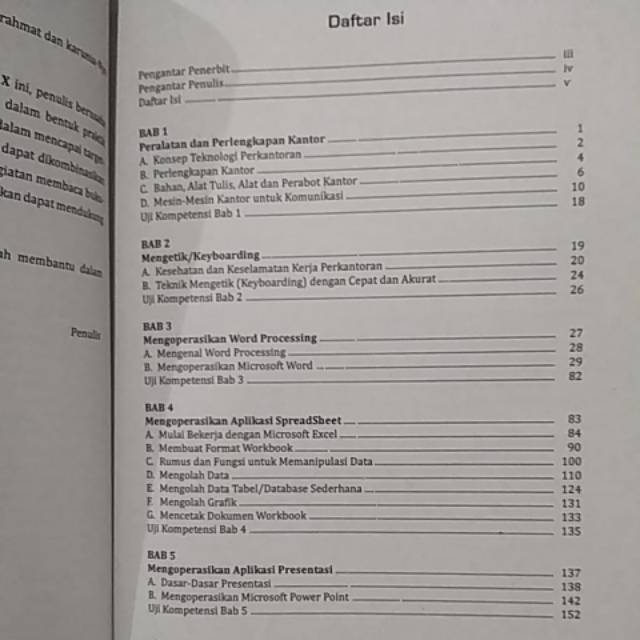 rahmat dan karunia
X ini, penulis berusaha
dalam bentuk praktis
dalam mencapai target
dapat dikombinasikan
giatan membaca buku
kan dapat mendukung
ah membantu dalam
Penulis
Daftar Isi
Pengantar Penerbit iii
Pengantar Penulis iv
Daftar Isi v
BAB 1
Peralatan dan Perlengkapan Kantor 1
A. Konsep Teknologi Perkantoran 2
B. Perlengkapan Kantor 4
C. Bahan, Alat Tulis, Alat dan Perabot Kantor 6
D. Mesin-Mesin Kantor untuk Komunikasi 10
Uji Kompetensi Bab 1 18
BAB 2
Mengetik/Keyboarding 19
A. Kesehatan dan Keselamatan Kerja Perkantoran 20
B. Teknik Mengetik (Keyboarding) dengan Cepat dan Akurat 24
Uji Kompetensi Bab 2 26
BAB 3
Mengoperasikan Word Processing 27
A. Mengenal Word Processing 28
B. Mengoperasikan Microsoft Word 29
Uji Kompetensi Bab 3 82
BAB 4
Mengoperasikan Aplikasi SpreadSheet 83
A. Mulai Bekerja dengan Microsoft Excel 84
B. Membuat Format Workbook 90
C. Rumus dan Fungsi untuk Memanipulasi Data 100
D. Mengolah Data 110
E. Mengolah Data Tabel/Database Sederhana 124
F. Mengolah Grafik 131
G. Mencetak Dokumen Workbook 133
Uji Kompetensi Bab 4 135
BAB 5
Mengoperasikan Aplikasi Presentasi 137
A. Dasar-Dasar Presentasi 138
B. Mengoperasikan Microsoft Power Point 142
Uji Kompetensi Bab 5 152